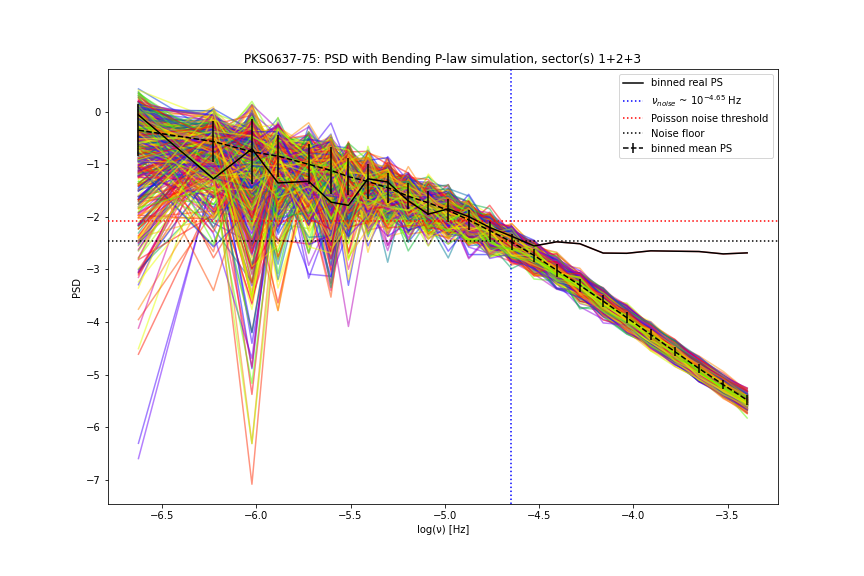 PKS0637-75: PSD with Bending P-law simulation, sector(s) 1+2+3
binned real PS
ν_noise ~ 10^−4.65 Hz
Poisson noise threshold
Noise floor
binned mean PS
PSD
0
−1
−2
−3
−4
−5
−6
−7
−6.5 −6.0 −5.5 −5.0 −4.5 −4.0 −3.5
log(ν) [Hz]